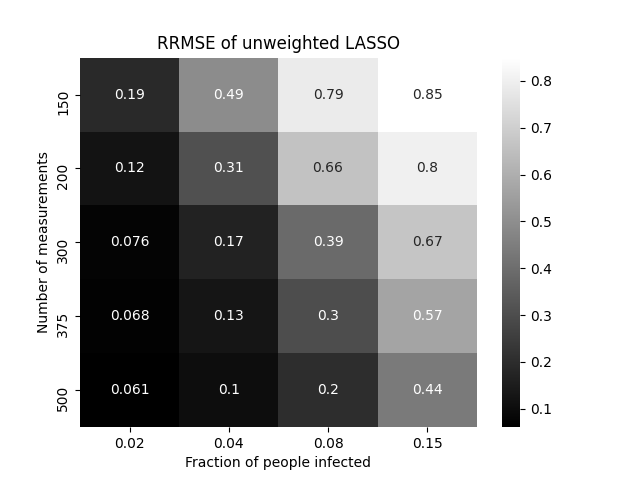 RRMSE of unweighted LASSO
150 0.19 0.49 0.79 0.85
200 0.12 0.31 0.66 0.8
300 0.076 0.17 0.39 0.67
375 0.068 0.13 0.3 0.57
500 0.061 0.1 0.2 0.44
Number of measurements
0.02 0.04 0.08 0.15
Fraction of people infected
0.8
0.7
0.6
0.5
0.4
0.3
0.2
0.1